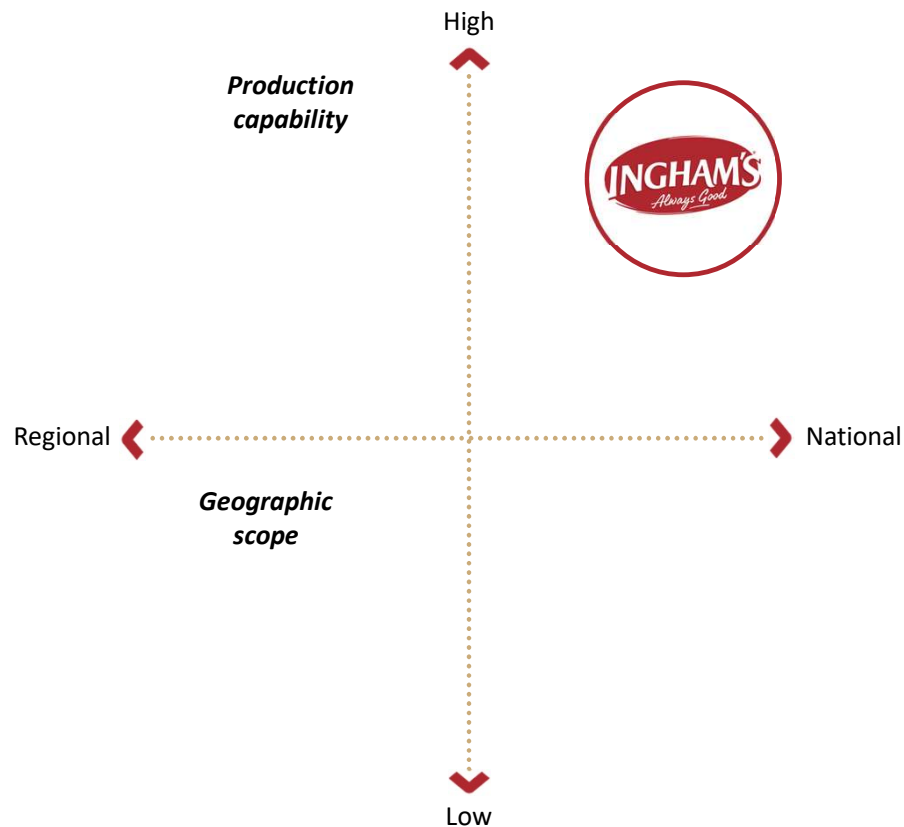 High
Production
capability
INGHAM'S
Always Good
Regional
National
Geographic
scope
Low